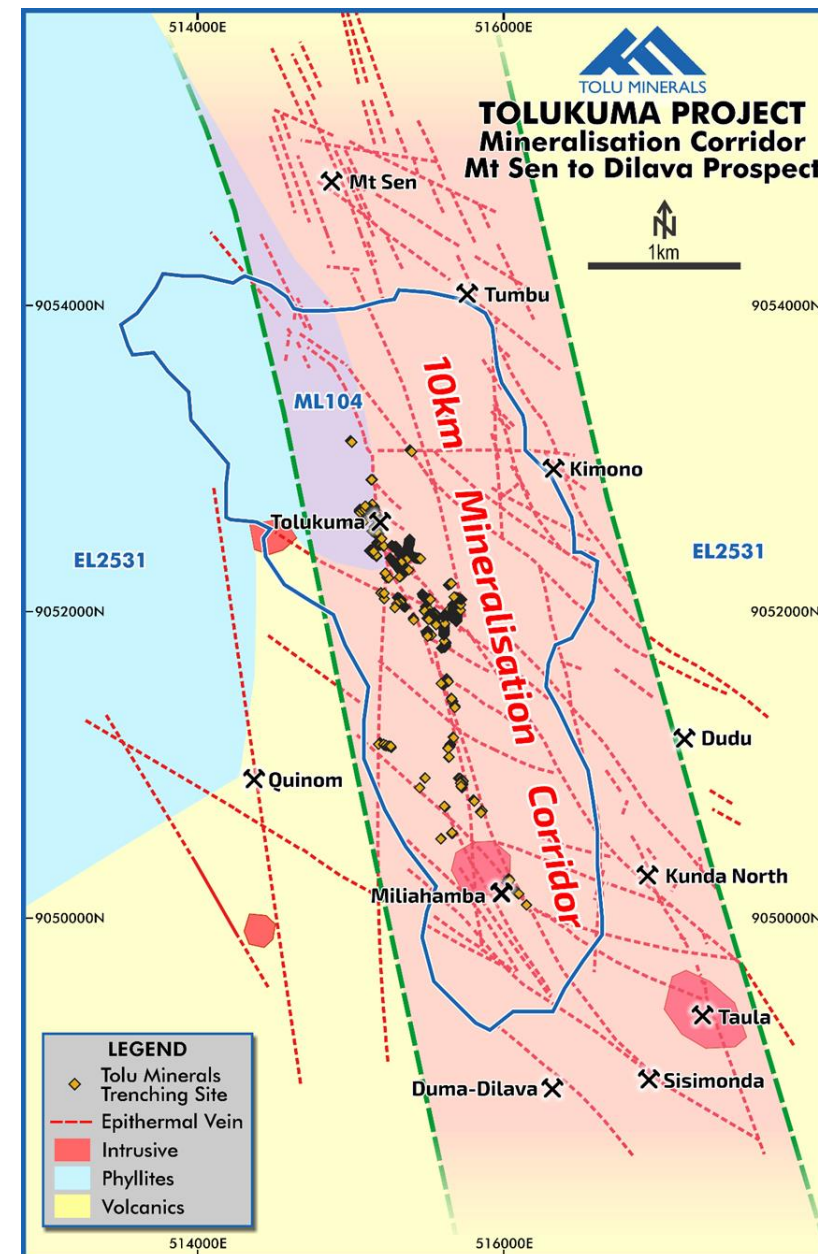 514000E
516000E
TOLU MINERALS
TOLUKUMA PROJECT
Mineralisation Corridor
Mt Sen to Dilava Prospect
N
1km
Mt Sen
9054000N
Tumbu
9054000N
10km Mineralisation Corridor
ML104
Kimono
Tolukuma
EL2531
EL2531
9052000N
9052000N
Dudu
Quinom
Kunda North
Miliahamba
9050000N
9050000N
Taula
Sisimonda
Duma-Dilava
LEGEND
Tolu Minerals
Trenching Site
Epithermal Vein
Intrusive
Phyllites
Volcanics
514000E
516000E